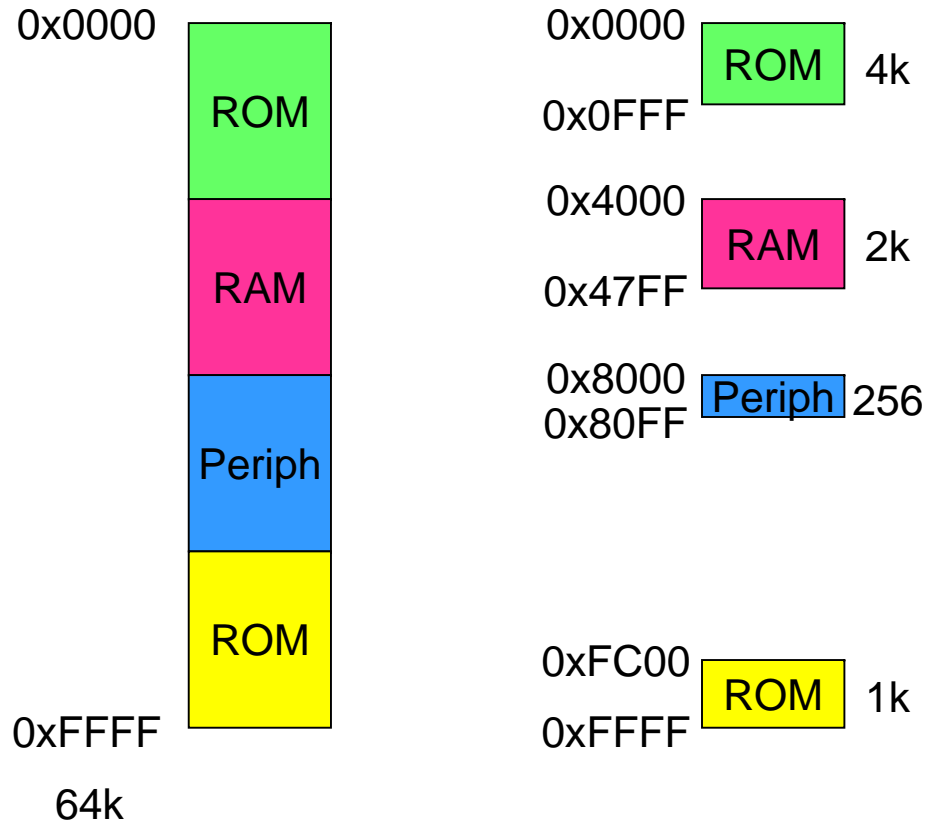 0x0000
ROM
RAM
Periph
ROM
0xFFFF
64k
0x0000
ROM 4k
0x0FFF
0x4000
RAM 2k
0x47FF
0x8000
Periph 256
0x80FF
0xFC00
ROM 1k
0xFFFF